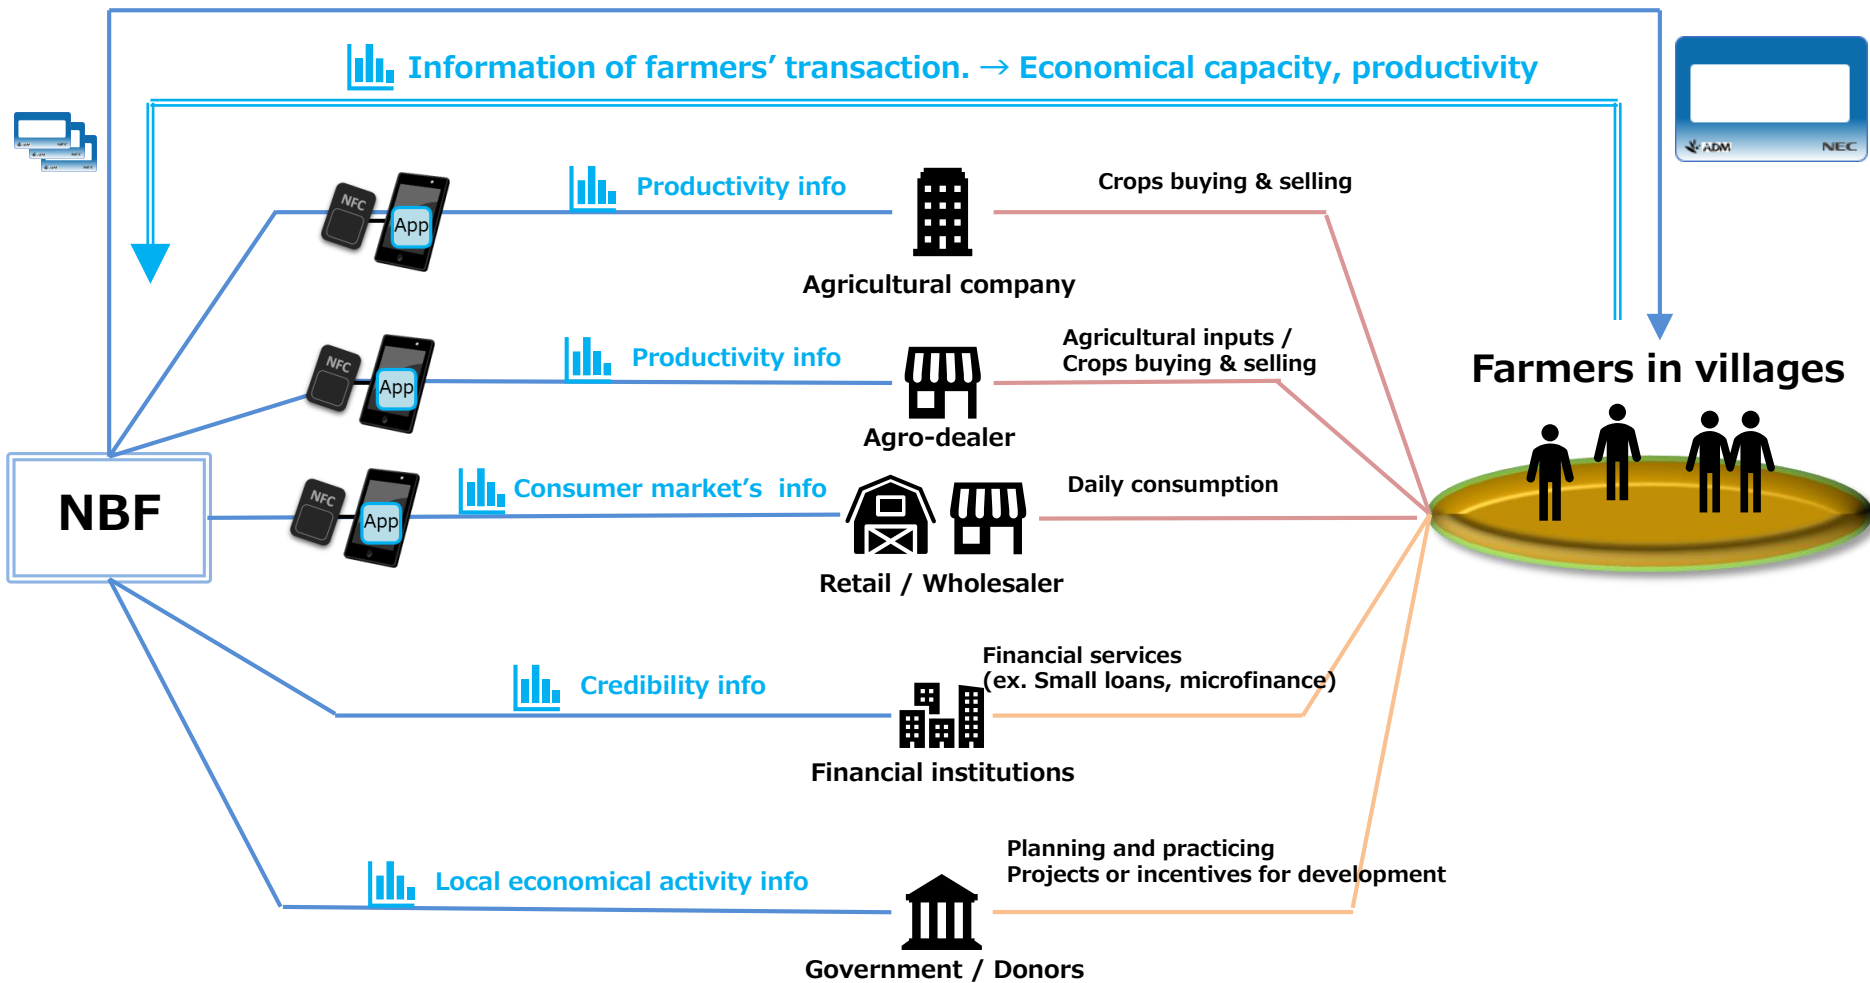 Information of farmers’ transaction. → Economical capacity, productivity
ADM
NEC
ADM NEC
NFC
App
Productivity info
Crops buying & selling
Agricultural company
NFC
App
Productivity info
Agricultural inputs /
Crops buying & selling
Agro-dealer
Farmers in villages
NBF
NFC
App
Consumer market’s info
Daily consumption
Retail / Wholesaler
Credibility info
Financial services
(ex. Small loans, microfinance)
Financial institutions
Local economical activity info
Planning and practicing
Projects or incentives for development
Government / Donors